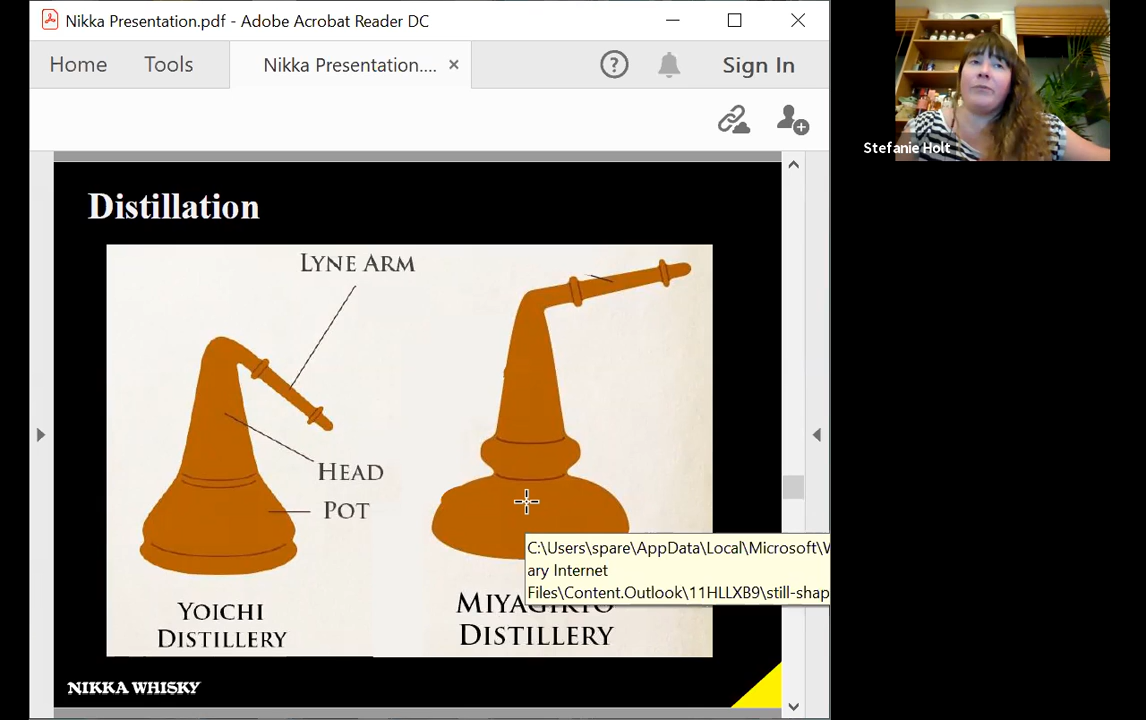 Nikka Presentation.pdf - Adobe Acrobat Reader DC
Home
Tools
Nikka Presentation....
Sign In
Stefanie Holt
Distillation
LYNE ARM
HEAD
POT
C:\Users\spare\AppData\Local\Microsoft\W
ary Internet
Files\Content.Outlook\11HLLXB9\still-shap
YOICHI
DISTILLERY
MIYAGIKYO
DISTILLERY
NIKKA WHISKY